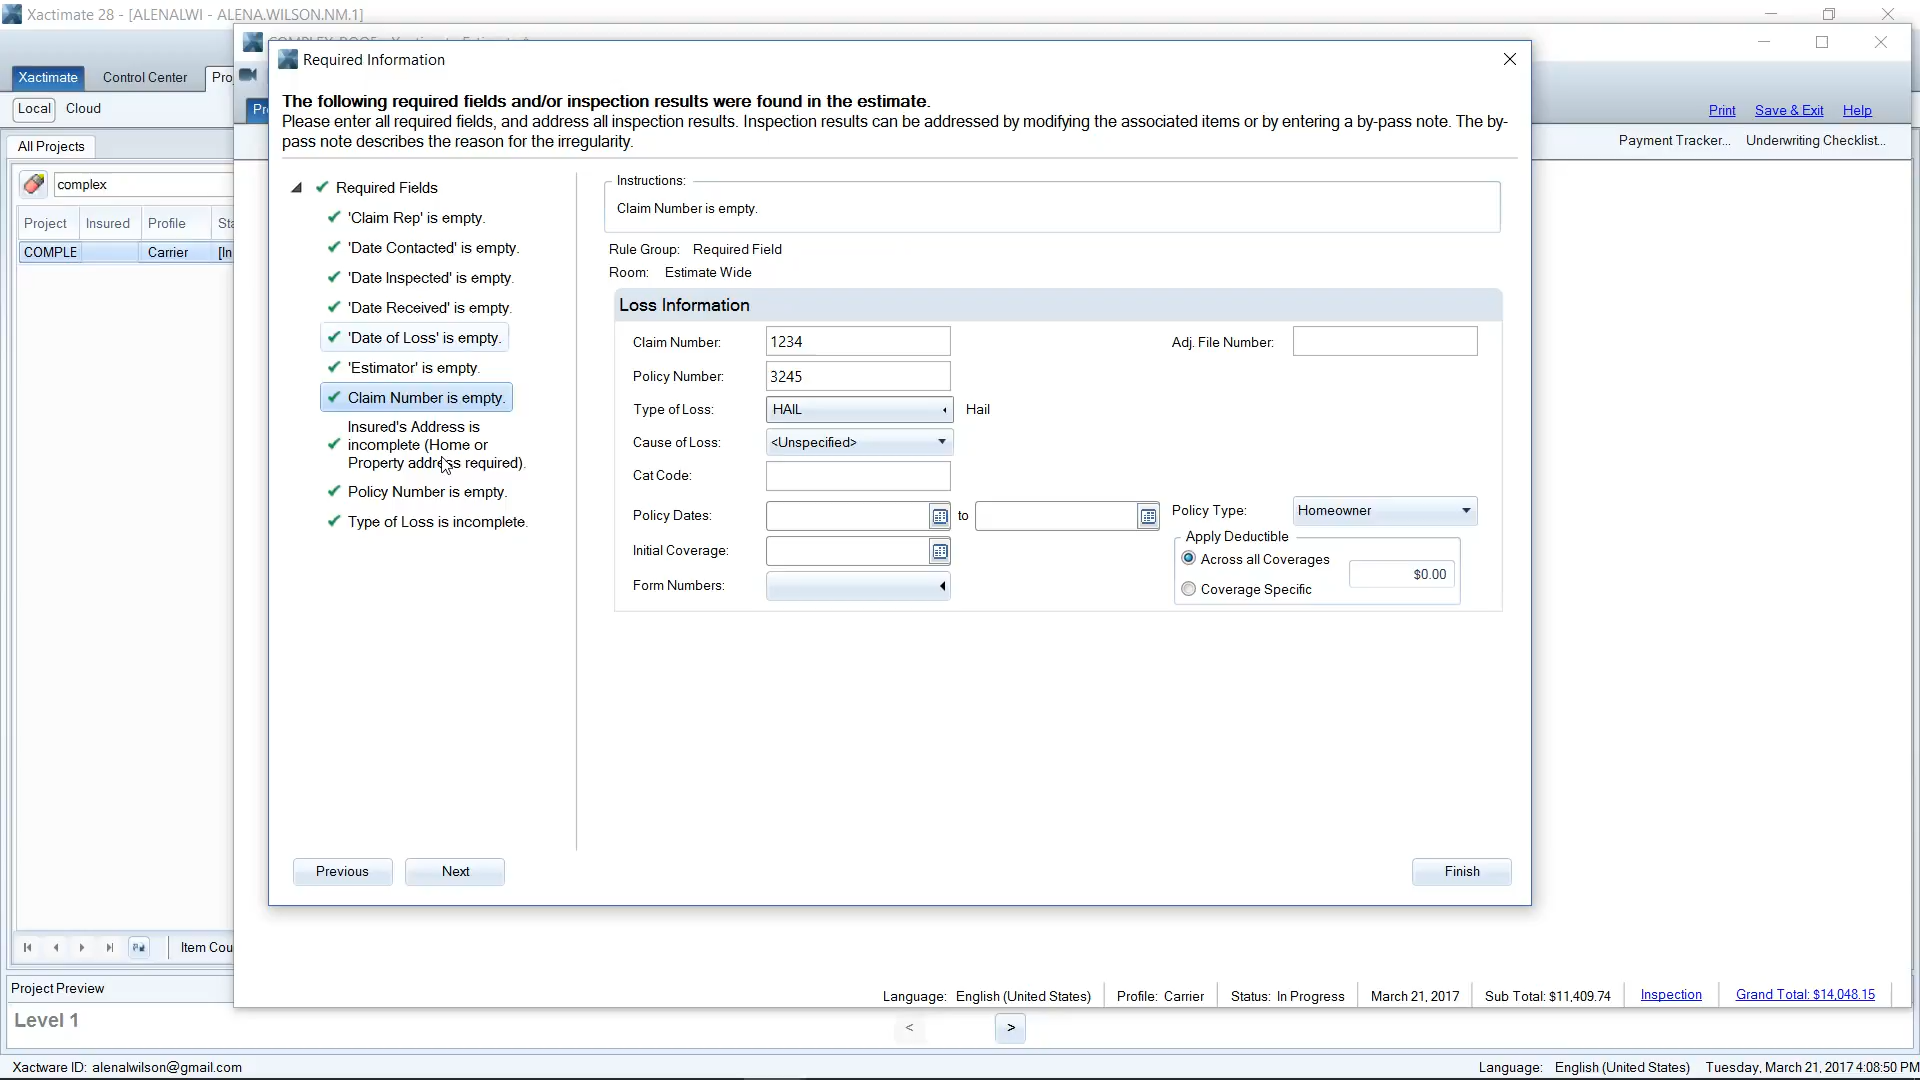 Xactimate 28 - [ALENALWI - ALENA.WILSON.NM.1]
Xactimate
Control Center
Local
Cloud
Print
Save & Exit
Help
Payment Tracker...
Underwriting Checklist...
All Projects
complex
Project
Insured
Profile
COMPLE
Carrier
[In
Required Information
The following required fields and/or inspection results were found in the estimate.
Please enter all required fields, and address all inspection results. Inspection results can be addressed by modifying the associated items or by entering a by-pass note. The by-
pass note describes the reason for the irregularity.
Required Fields
'Claim Rep' is empty.
'Date Contacted' is empty.
'Date Inspected' is empty.
'Date Received' is empty.
'Date of Loss' is empty.
'Estimator' is empty.
Claim Number is empty.
Insured's Address is
incomplete (Home or
Property address required).
Policy Number is empty.
Type of Loss is incomplete.
Instructions:
Claim Number is empty.
Rule Group: Required Field
Room: Estimate Wide
Loss Information
Claim Number: 1234
Adj. File Number:
Policy Number: 3245
Type of Loss: HAIL Hail
Cause of Loss: <Unspecified>
Cat Code:
Policy Dates: to
Policy Type: Homeowner
Initial Coverage:
Form Numbers:
Apply Deductible
Across all Coverages
$0.00
Coverage Specific
Previous
Next
Finish
Item Cou
Project Preview
Level 1
Language: English (United States)
Profile: Carrier
Status: In Progress
March 21, 2017
Sub Total: $11,409.74
Inspection
Grand Total: $14,048.15
<
>
Xactware ID: alenalwilson@gmail.com
Language: English (United States)
Tuesday, March 21, 2017 4:08:50 PM